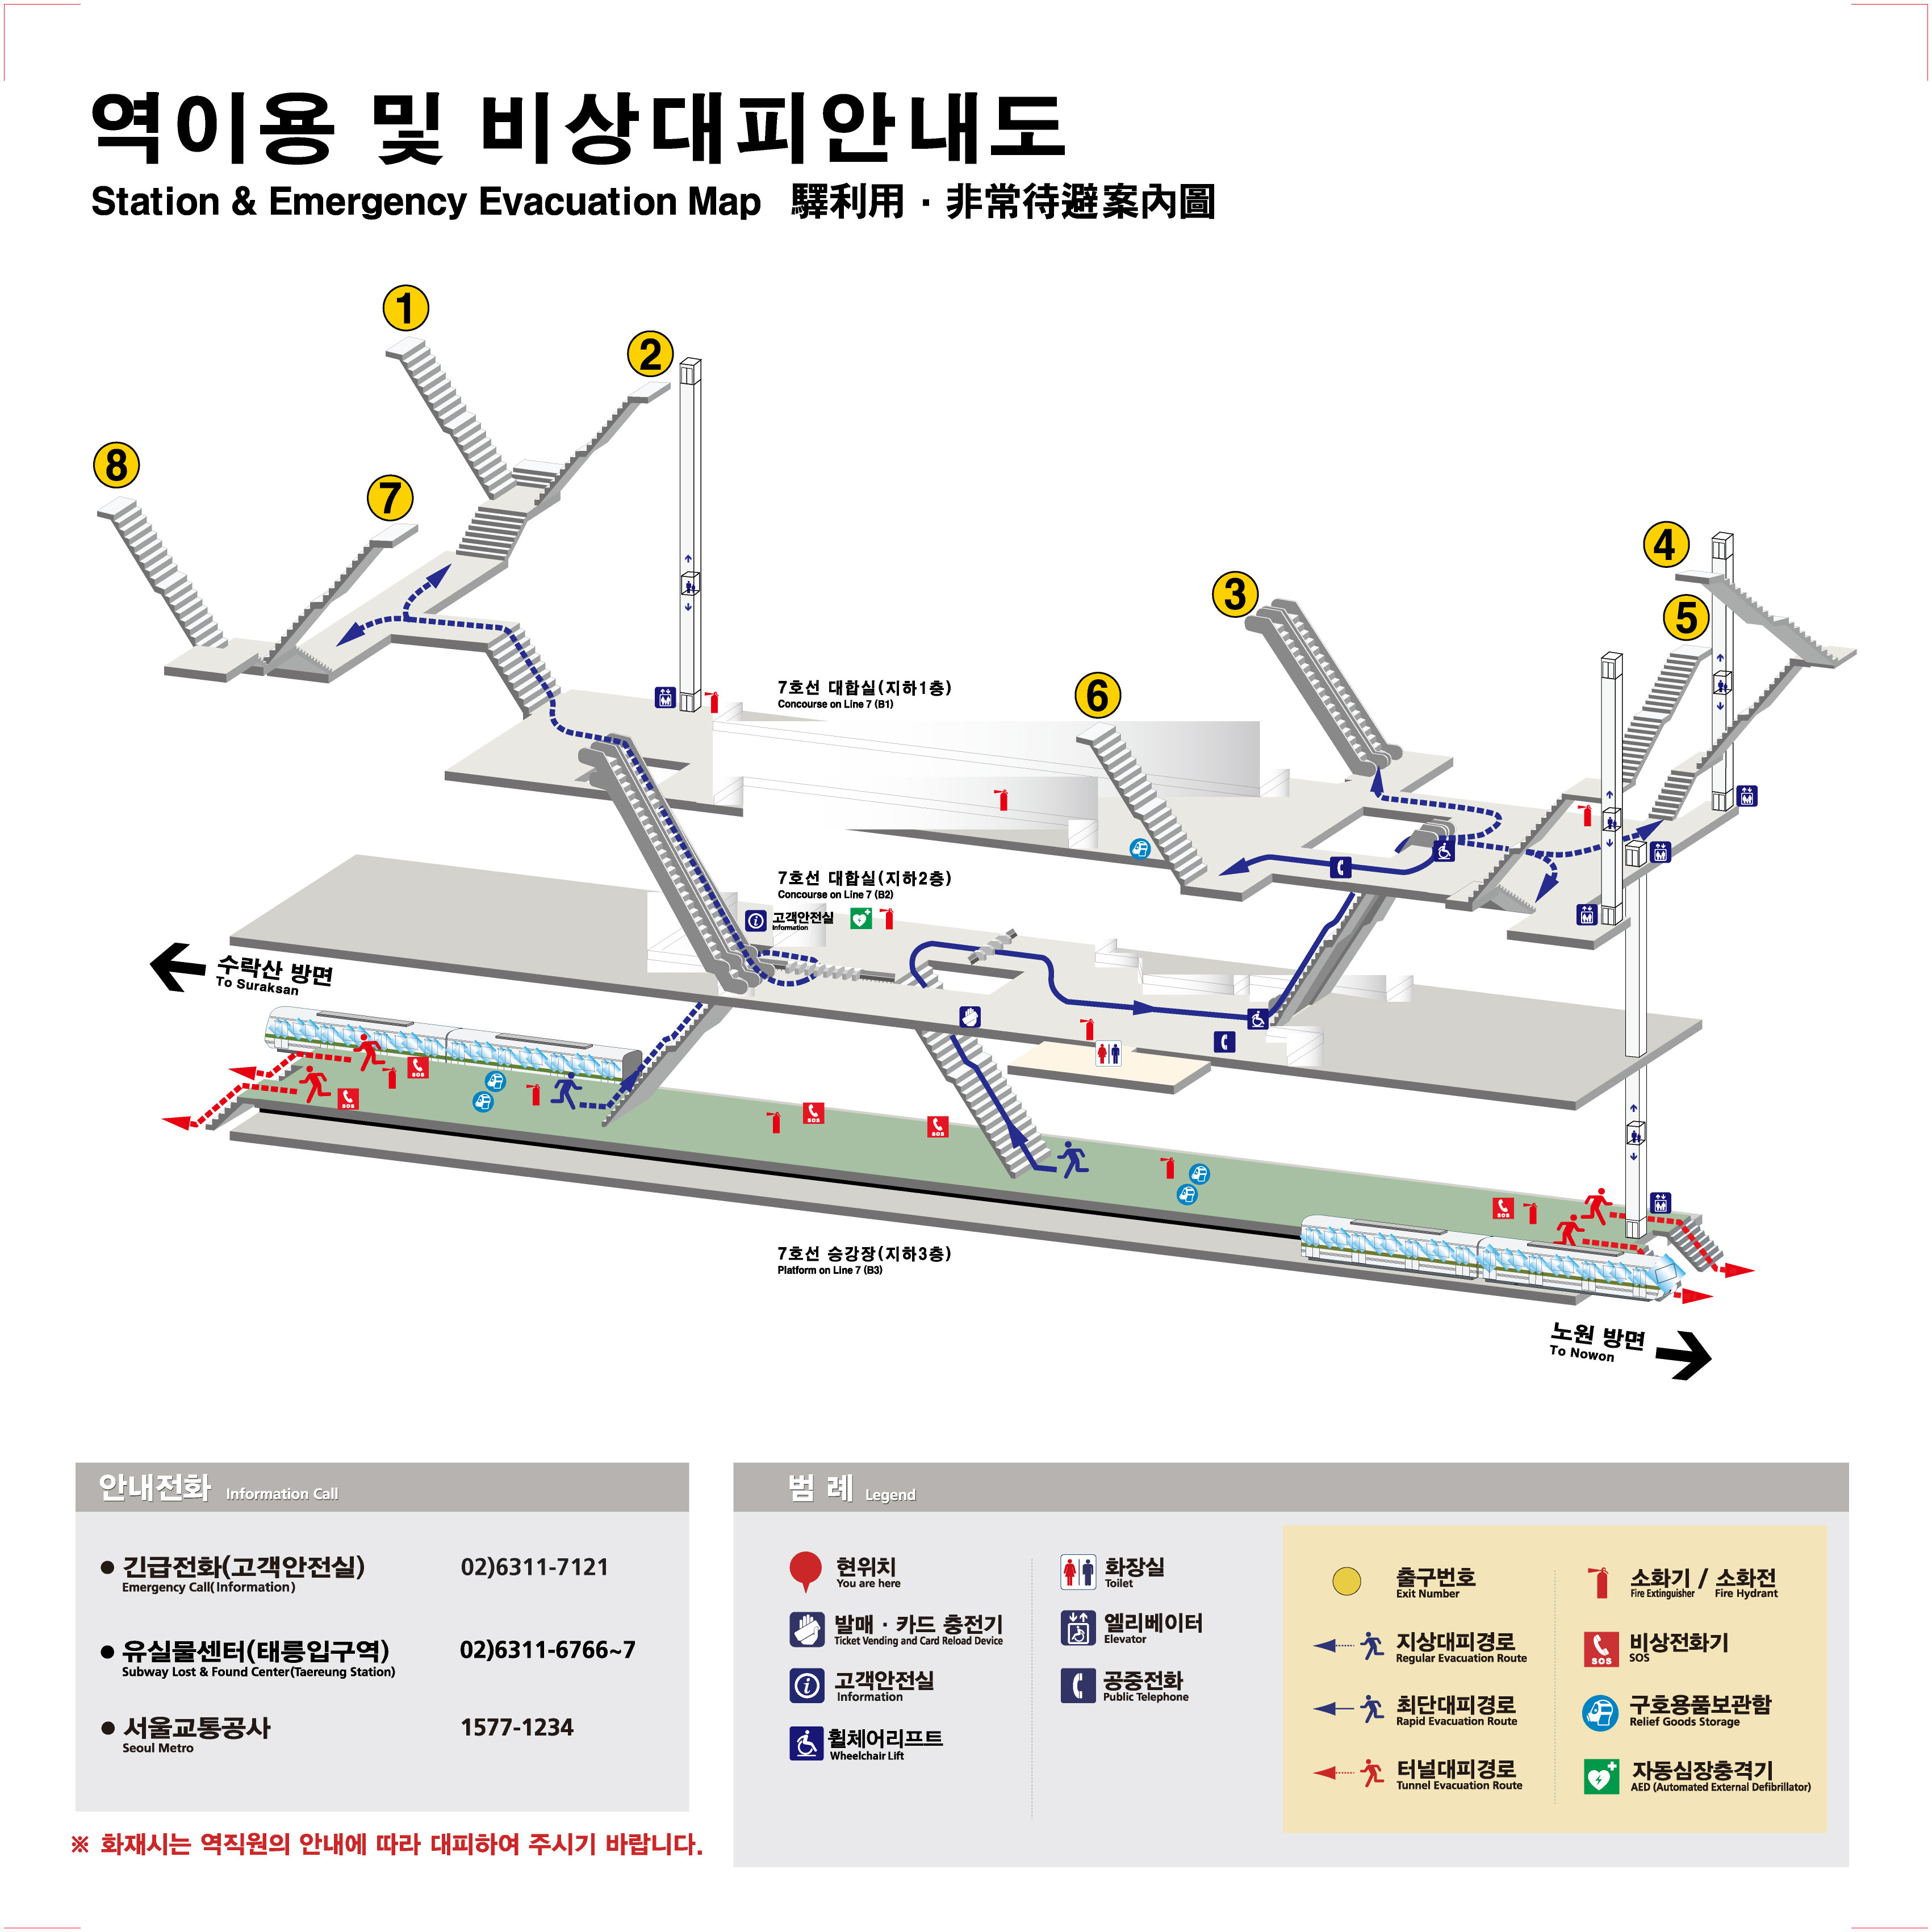 역이용 및 비상대피안내도
Station & Emergency Evacuation Map 驛利用 · 非常待避案內圖
1
2
8
7
4
3
5
6
7호선 대합실(지하1층)
Concourse on Line 7 (B1)
7호선 대합실(지하2층)
Concourse on Line 7 (B2)
고객안전실
Information
수락산 방면
To Suraksan
SOS
SOS
SOS
SOS
SOS
7호선 승강장(지하3층)
Platform on Line 7 (B3)
노원 방면
To Nowon
안내전화 Information Call
● 긴급전화(고객안전실) 02)6311-7121
Emergency Call(Information)
● 유실물센터(태릉입구역) 02)6311-6766~7
Subway Lost & Found Center(Taereung Station)
● 서울교통공사 1577-1234
Seoul Metro
※ 화재시는 역직원의 안내에 따라 대피하여 주시기 바랍니다.
범 례 Legend
현위치
You are here
발매 · 카드 충전기
Ticket Vending and Card Reload Device
고객안전실
Information
휠체어리프트
Wheelchair Lift
화장실
Toilet
엘리베이터
Elevator
공중전화
Public Telephone
출구번호
Exit Number
지상대피경로
Regular Evacuation Route
최단대피경로
Rapid Evacuation Route
터널대피경로
Tunnel Evacuation Route
소화기 / 소화전
Fire Extinguisher / Fire Hydrant
SOS
비상전화기
SOS
구호용품보관함
Relief Goods Storage
자동심장충격기
AED (Automated External Defibrillator)